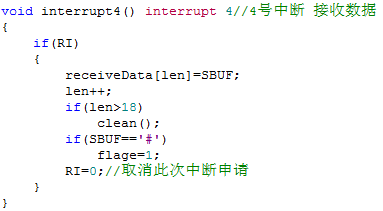 void interrupt4() interrupt 4//4号中断 接收数据
{
    if(RI)
    {
        receiveData[len]=SBUF;
        len++;
        if(len>18)
            clean();
        if(SBUF=='#')
            flage=1;
        RI=0;//取消此次中断申请
    }
}